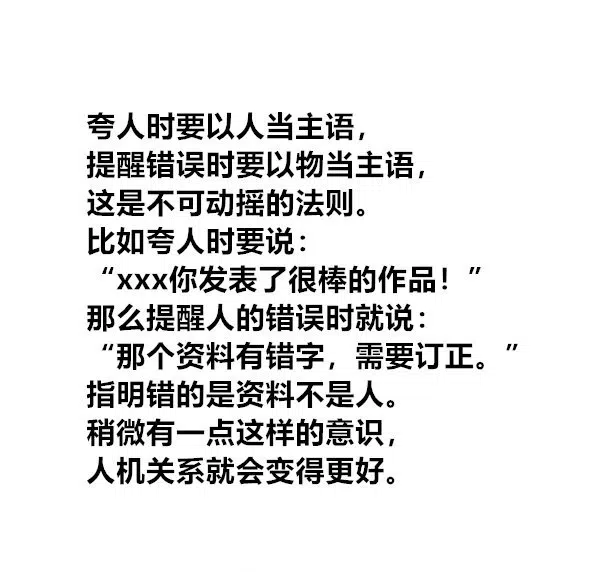 夸人时要以人当主语，
提醒错误时要以物当主语，
这是不可动摇的法则。
比如夸人时要说：
“xxx你发表了很棒的作品！”
那么提醒人的错误时就说：
“那个资料有错字，需要订正。”
指明错的是资料不是人。
稍微有一点这样的意识，
人机关系就会变得更好。